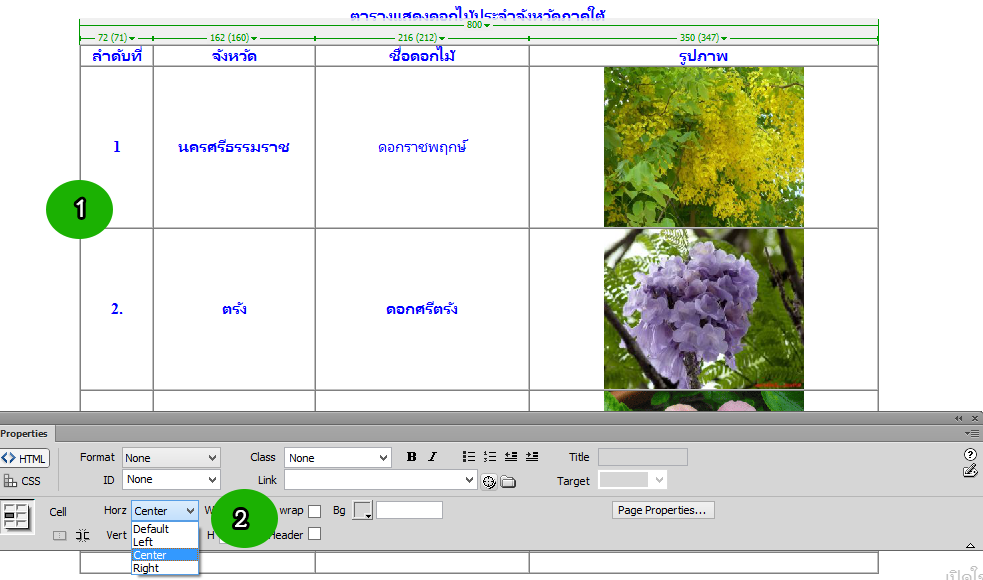 ตารางแสดงดอกไม้ประจำจังหวัดภาคใต้
800
72 (71) 162 (160) 216 (212) 350 (347)
ลำดับที่ จังหวัด ชื่อดอกไม้ รูปภาพ
1 นครศรีธรรมราช ดอกราชพฤกษ์
1
2. ตรัง ดอกศรีตรัง
Properties
<> HTML Format None Class None B I Title
CSS ID None Link Target
Cell Horz Center W 2 wrap Bg Page Properties...
Vert H Header
Default
Left
Center
Right